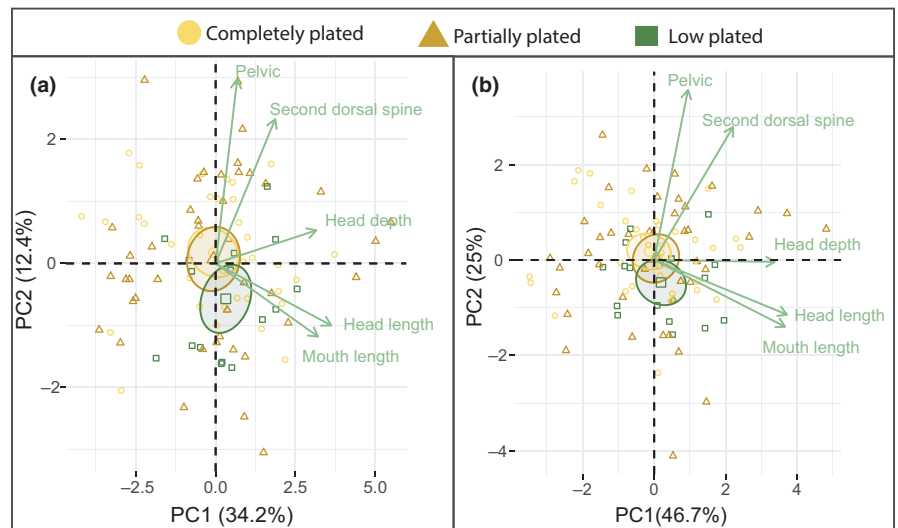 Completely plated
Partially plated
Low plated
(a)
Pelvic
Second dorsal spine
Head depth
Head length
Mouth length
2
0
−2
PC2 (12.4%)
−2.5
0.0
2.5
5.0
PC1 (34.2%)
(b)
Pelvic
Second dorsal spine
Head depth
Head length
Mouth length
2
0
−2
−4
PC2 (25%)
−2
0
2
4
PC1(46.7%)